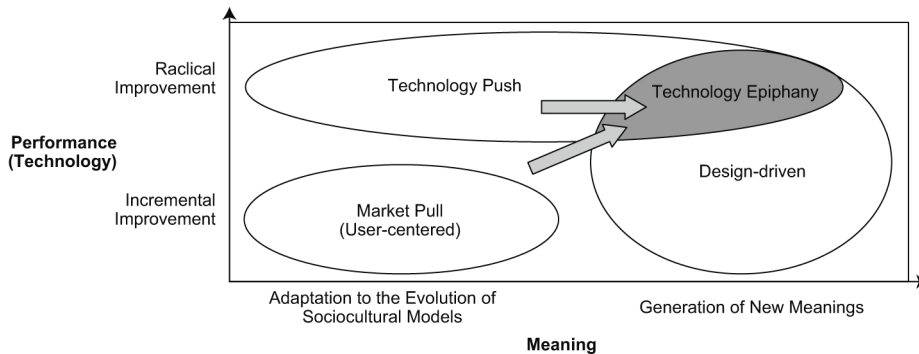 Raclical
Improvement
Technology Push
Technology Epiphany
Performance
(Technology)
Design-driven
Incremental
Improvement
Market Pull
(User-centered)
Adaptation to the Evolution of
Sociocultural Models
Generation of New Meanings
Meaning